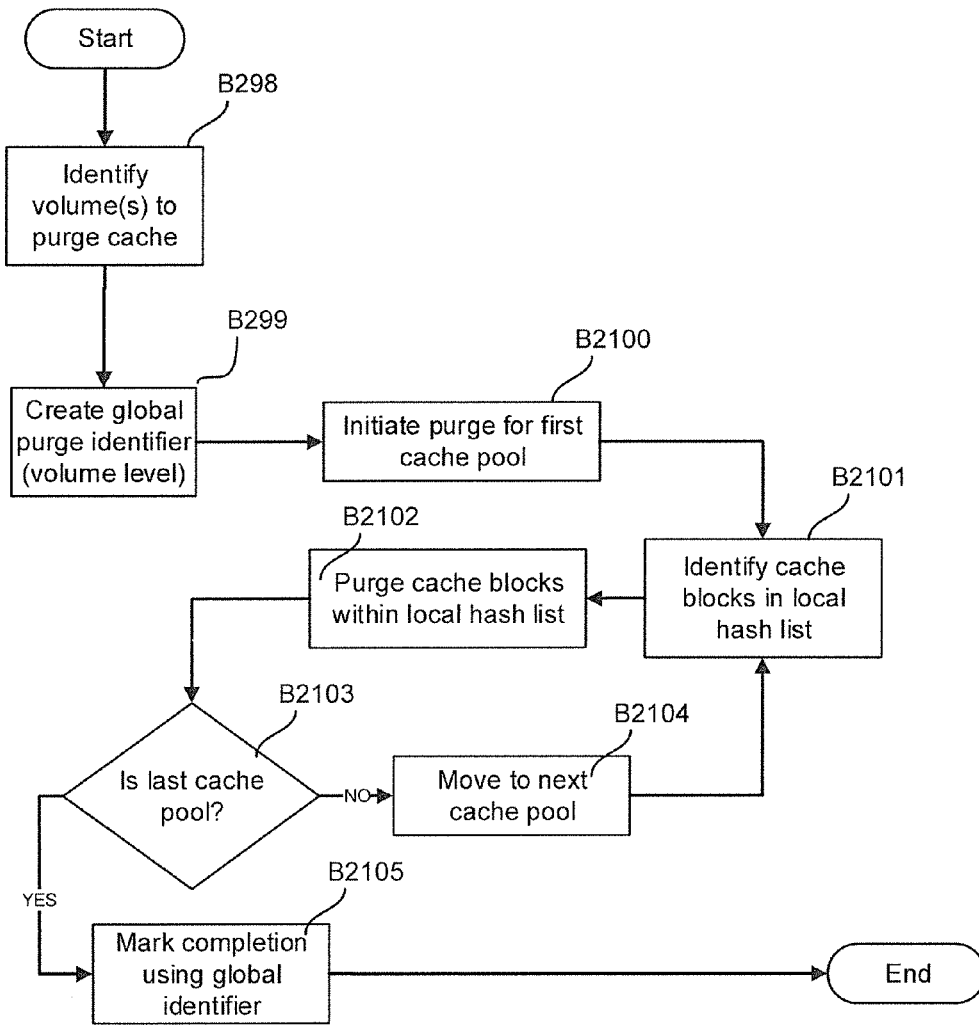 Start
B298
Identify
volume(s) to
purge cache
B299
Create global
purge identifier
(volume level)
B2100
Initiate purge for first
cache pool
B2101
Identify cache
blocks in local
hash list
B2102
Purge cache blocks
within local hash list
B2103
Is last cache
pool?
NO
B2104
Move to next
cache pool
YES
B2105
Mark completion
using global
identifier
End